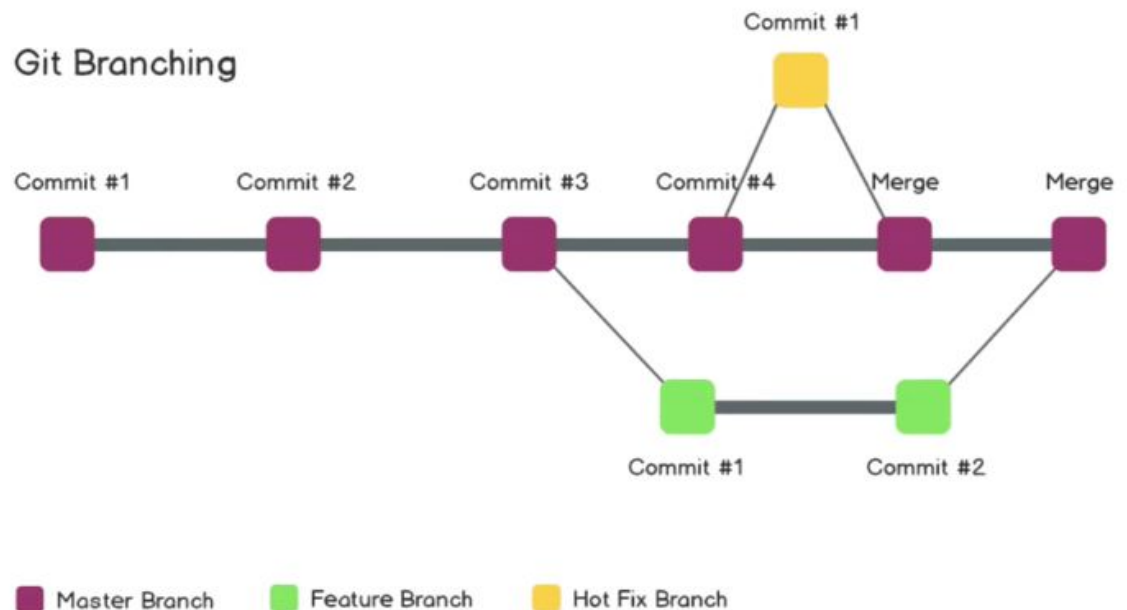 Commit #1
Git Branching
Commit #1 Commit #2 Commit #3 Commit #4 Merge Merge
Commit #1 Commit #2
Master Branch Feature Branch Hot Fix Branch